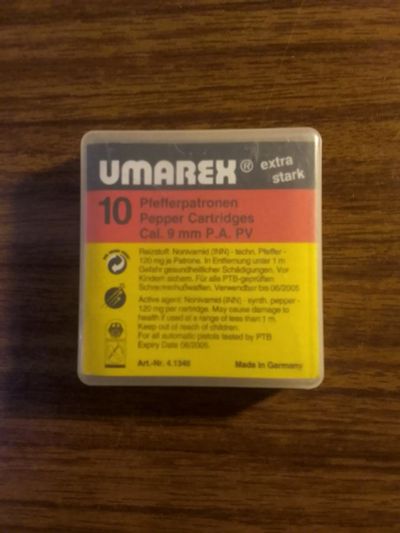 UMAREX® extra stark
10 Pfefferpatronen
Pepper Cartridges
Cal. 9 mm P.A. PV
Reizstoff: Nonivamid (INN) - techn. Pfeffer -
120 mg je Patrone. In Entfernung unter 1 m
Gefahr gesundheitlicher Schädigungen. Vor
Kindern sichern. Für alle PTB-geprüften
Schreckschußwaffen. Verwendbar bis 06/2005
Active agent: Nonivamid (INN) - synth. pepper -
120 mg per cartridge. May cause damage to
health if used at a range of less than 1 m.
Keep out of reach of children.
For all automatic pistols tested by PTB
Expiry Date 06/2005.
Art.-Nr. 4.1340 Made in Germany